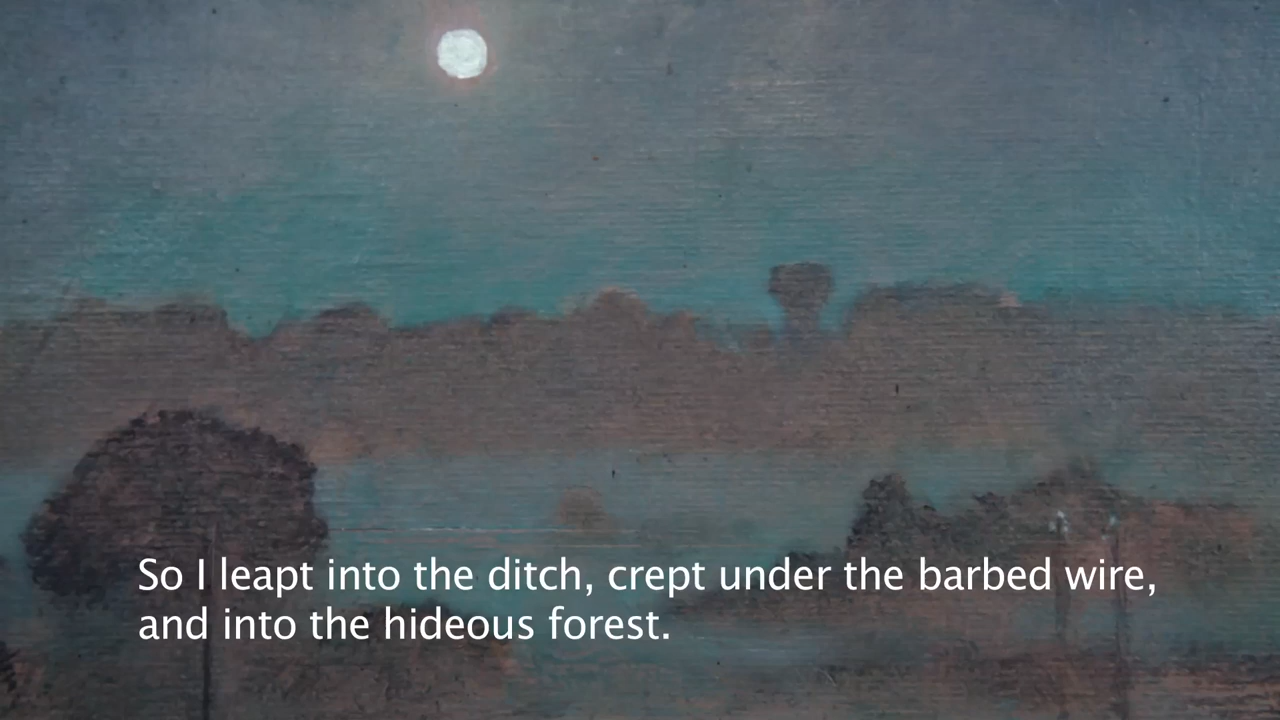 So I leapt into the ditch, crept under the barbed wire,
and into the hideous forest.